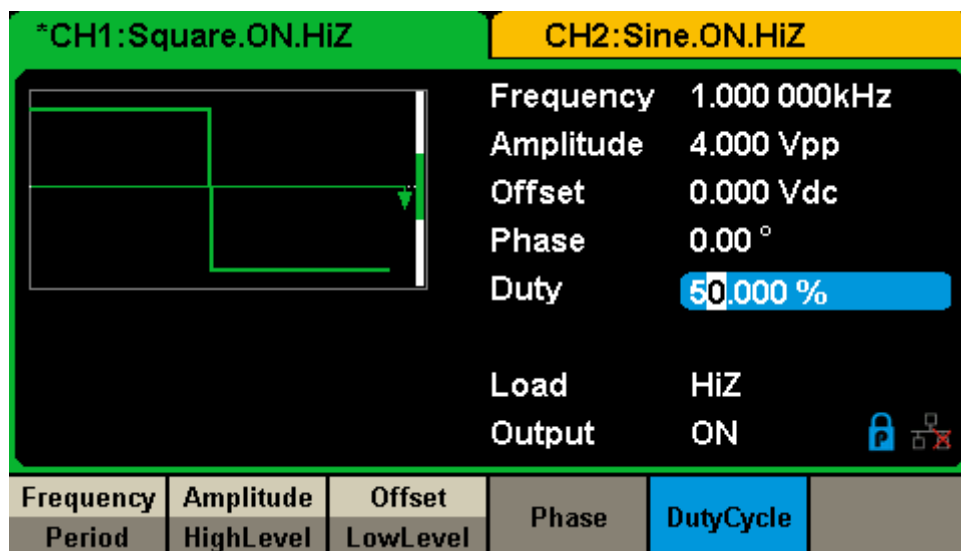 *CH1:Square.ON.HiZ CH2:Sine.ON.HiZ
Frequency 1.000 000kHz
Amplitude 4.000 Vpp
Offset 0.000 Vdc
Phase 0.00 °
Duty 50.000 %
Load HiZ
Output ON P
Frequency Amplitude Offset Phase DutyCycle
Period HighLevel LowLevel